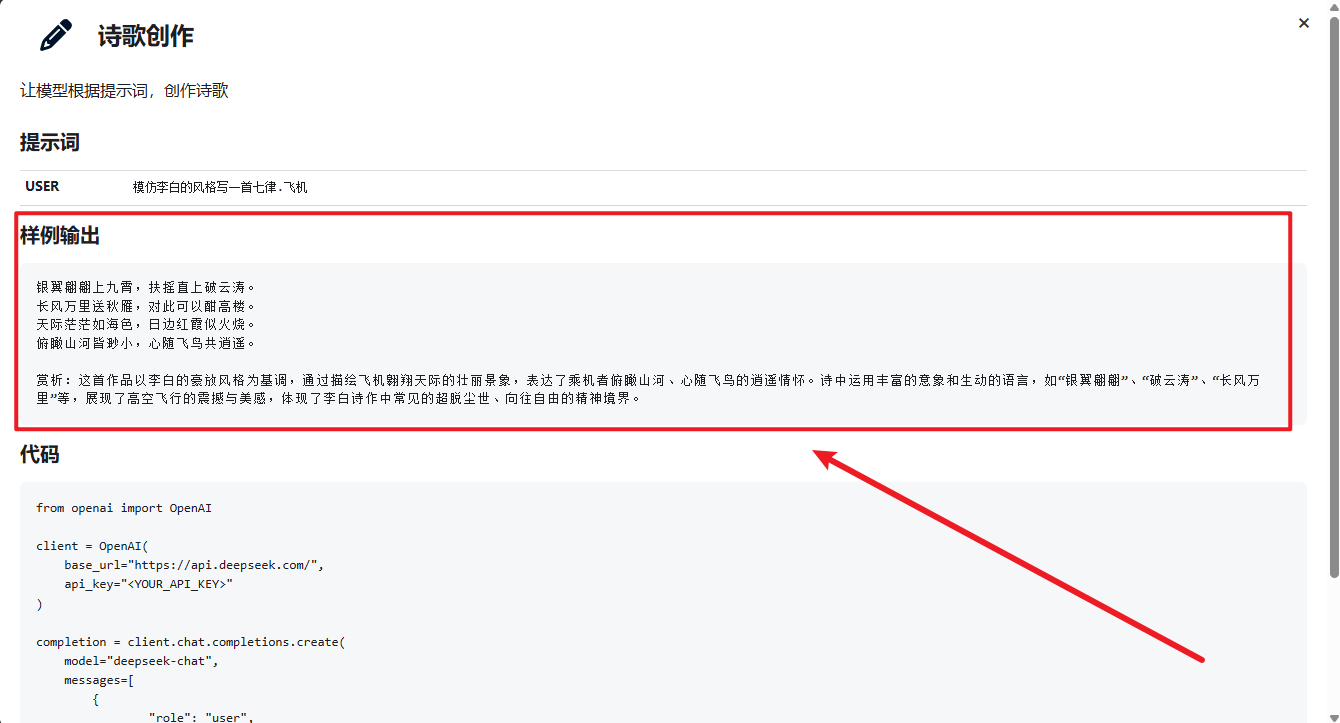 诗歌创作
×
让模型根据提示词，创作诗歌
提示词
USER 模仿李白的风格写一首七律.飞机
样例输出
银翼翩翩上九霄，扶摇直上破云涛。
长风万里送秋雁，对此可以酣高楼。
天际茫茫如海色，日边红霞似火烧。
俯瞰山河皆渺小，心随飞鸟共逍遥。
赏析：这首作品以李白的豪放风格为基调，通过描绘飞机翱翔天际的壮丽景象，表达了乘机者俯瞰山河、心随飞鸟的逍遥情怀。诗中运用丰富的意象和生动的语言，如“银翼翩翩”、“破云涛”、“长风万
里”等，展现了高空飞行的震撼与美感，体现了李白诗作中常见的超脱尘世、向往自由的精神境界。
代码
from openai import OpenAI
client = OpenAI(
    base_url="https://api.deepseek.com/",
    api_key="<YOUR_API_KEY>"
)
completion = client.chat.completions.create(
    model="deepseek-chat",
    messages=[
        {
                "role": "user",